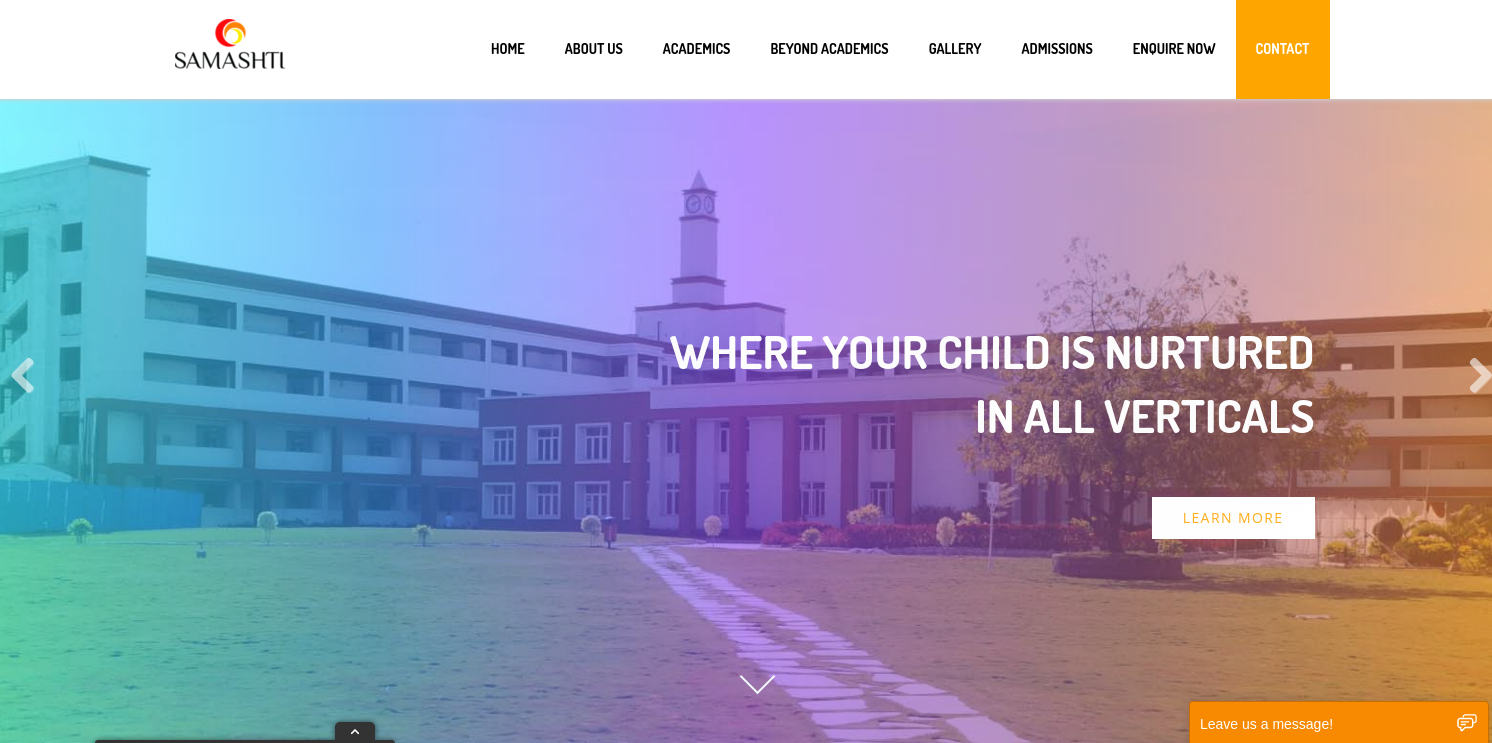 SAMASHTI
HOME
ABOUT US
ACADEMICS
BEYOND ACADEMICS
GALLERY
ADMISSIONS
ENQUIRE NOW
CONTACT
WHERE YOUR CHILD IS NURTURED
IN ALL VERTICALS
LEARN MORE
Leave us a message!